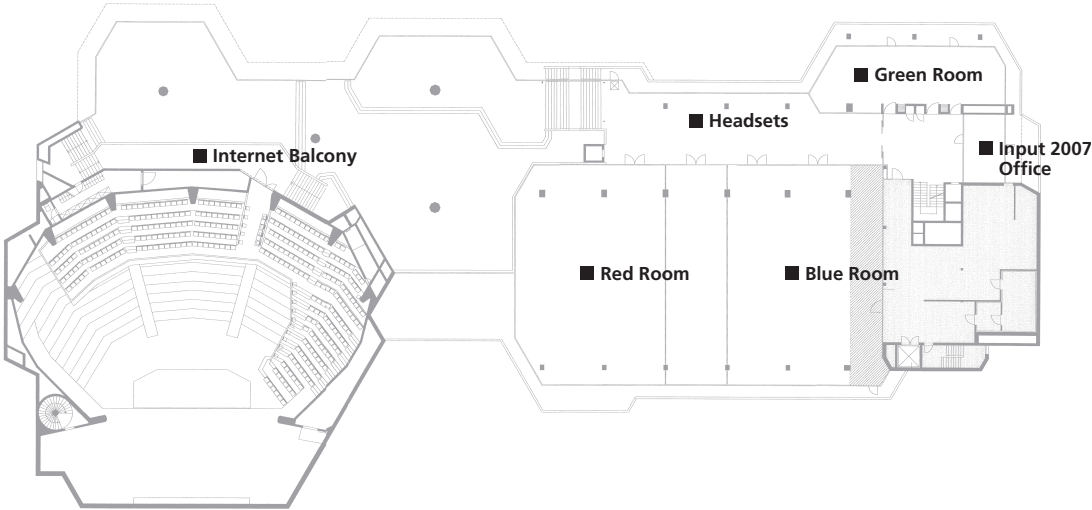 Green Room
Headsets
Internet Balcony
Input 2007
Office
Red Room
Blue Room